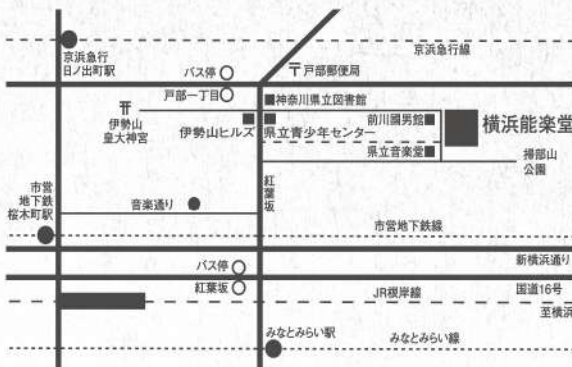 京浜急行線
京浜急行
日ノ出町駅
バス停
〒戸部郵便局
戸部一丁目
神奈川県立図書館
伊勢山
皇大神宮
伊勢山ヒルズ
県立青少年センター
前川國男館
横浜能楽堂
県立音楽堂
掃部山
公園
市営
地下鉄
桜木町駅
音楽通り
紅葉坂
市営地下鉄線
新横浜通り
バス停
紅葉坂
JR根岸線
国道16号
至横浜
みなとみらい駅
みなとみらい線